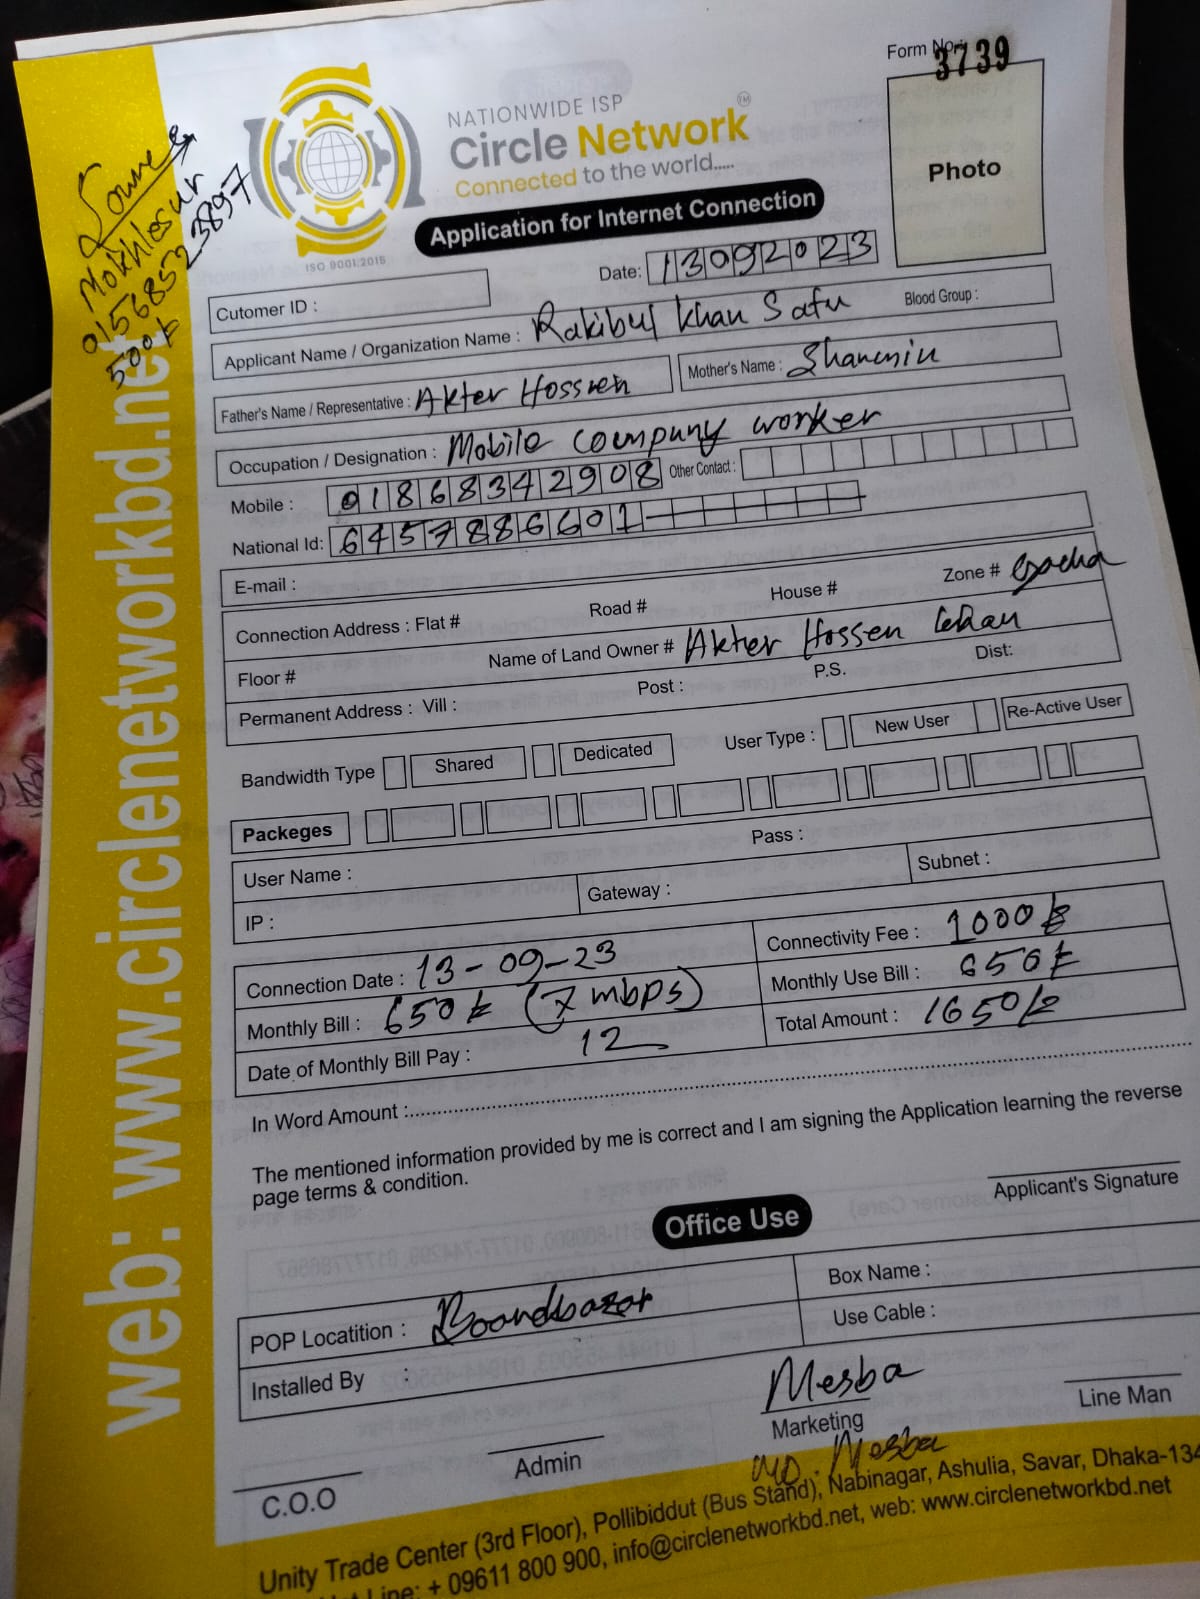 Form No: 3739
NATIONWIDE ISP
Circle Network TM
Connected to the world.....
ISO 9001:2015
Application for Internet Connection
Photo
Mokhlesur
01568523897
500৳
web: www.circlenetworkbd.net
Date: 13092023
Cutomer ID :
Applicant Name / Organization Name : Rakibul Khan Safu Blood Group :
Father's Name / Representative : Akter Hossen Mother's Name :
Occupation / Designation : Mobile Company worker
Mobile : 01868342908 Other Contact :
National Id: 6457886601
E-mail :
Connection Address : Flat # Road # House # Zone # Gacha
Floor # Name of Land Owner # Akter Hossen Khan
Permanent Address : Vill : Post : P.S. Dist:
Bandwidth Type Shared Dedicated User Type : New User Re-Active User
Packeges
User Name : Pass :
IP : Gateway : Subnet :
Connection Date : 13-09-23 Connectivity Fee : 1000৳
Monthly Bill : 650৳ (7 mbps) Monthly Use Bill : 650৳
Date of Monthly Bill Pay : 12 Total Amount : 1650৳
In Word Amount :
The mentioned information provided by me is correct and I am signing the Application learning the reverse
page terms & condition.
Applicant's Signature
Office Use
POP Locatition : Boardbazar Box Name :
Installed By : Use Cable :
Mesba
C.O.O Admin Marketing Line Man
MD. Mesba
Unity Trade Center (3rd Floor), Pollibiddut (Bus Stand), Nabinagar, Ashulia, Savar, Dhaka-134
Line: + 09611 800 900, info@circlenetworkbd.net, web: www.circlenetworkbd.net